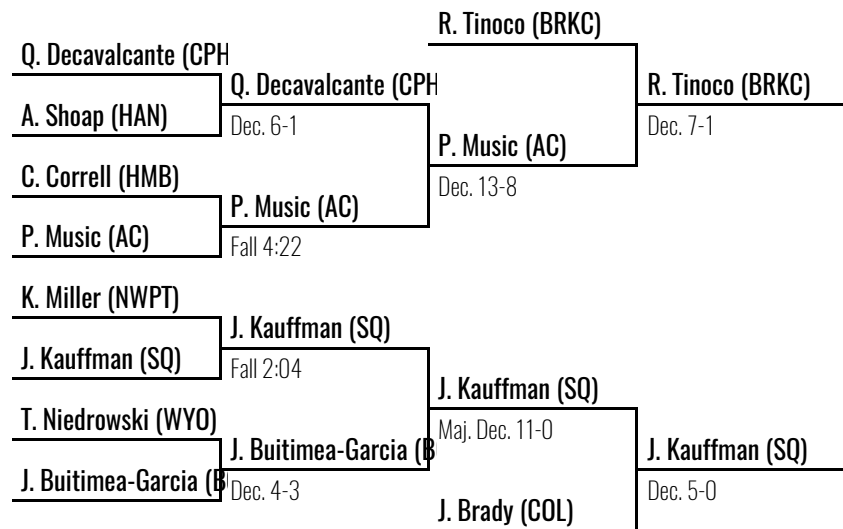 Q. Decavalcante (CPH
A. Shoap (HAN)
C. Correll (HMB)
P. Music (AC)
K. Miller (NWPT)
J. Kauffman (SQ)
T. Niedrowski (WYO)
J. Buitimea-Garcia (B
Q. Decavalcante (CPH
Dec. 6-1
P. Music (AC)
Fall 4:22
J. Kauffman (SQ)
Fall 2:04
J. Buitimea-Garcia (B
Dec. 4-3
R. Tinoco (BRKC)
P. Music (AC)
Dec. 13-8
J. Kauffman (SQ)
Maj. Dec. 11-0
J. Brady (COL)
R. Tinoco (BRKC)
Dec. 7-1
J. Kauffman (SQ)
Dec. 5-0